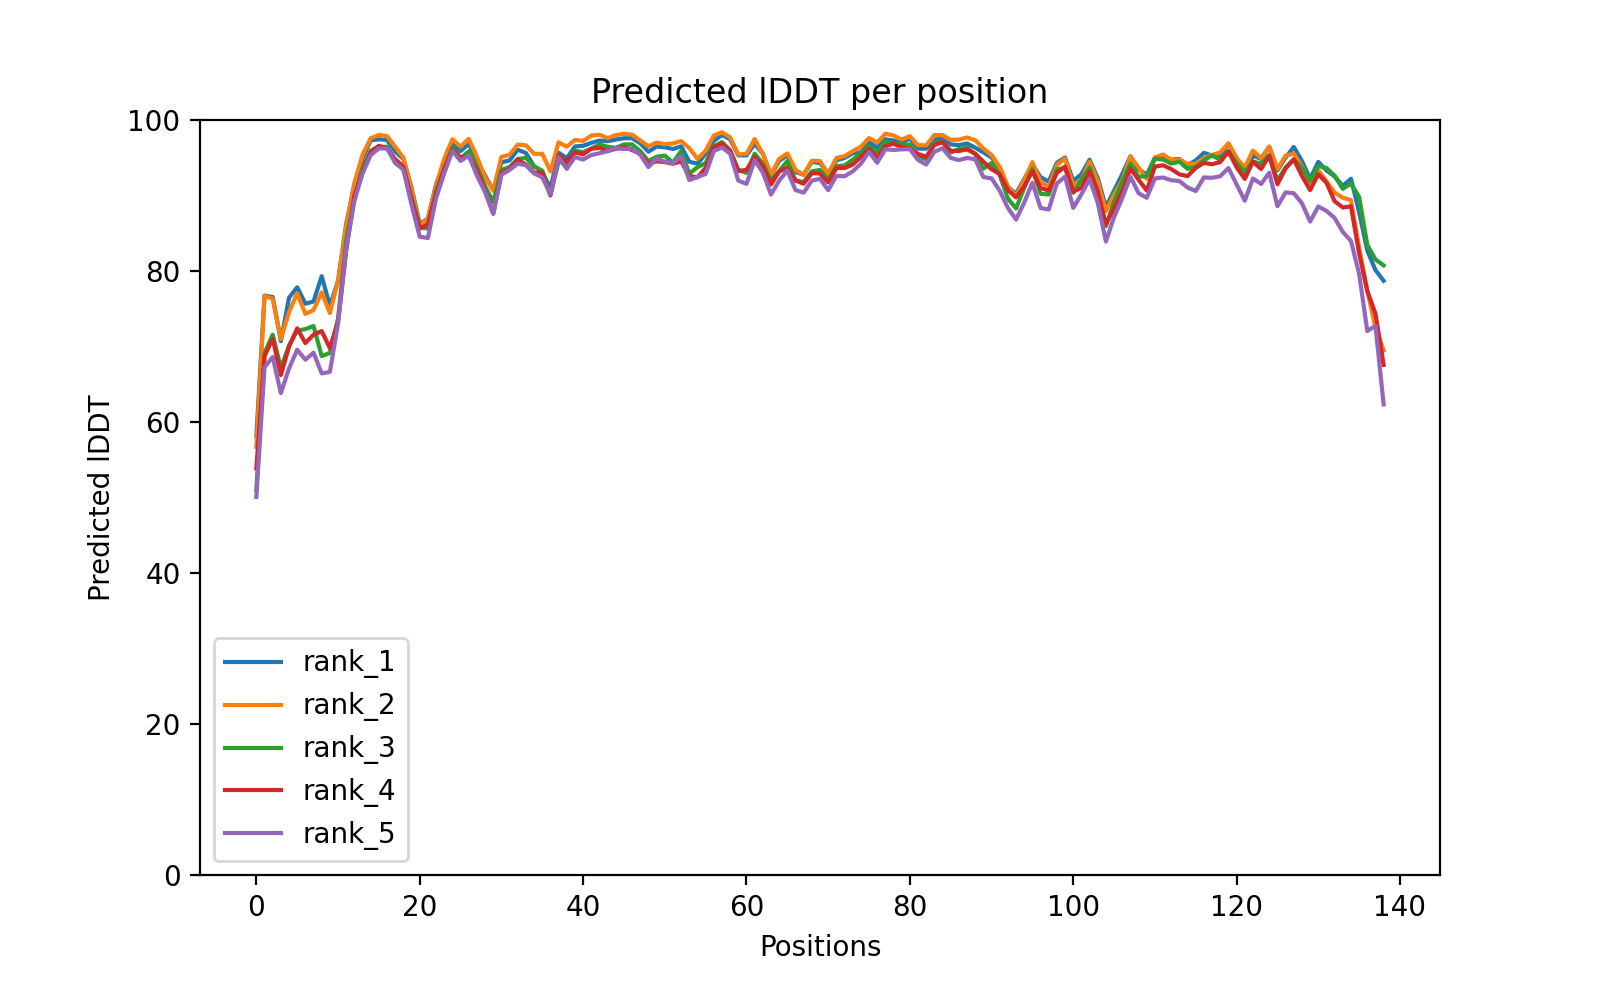 Predicted lDDT per position
100
80
60
40
20
0
Predicted lDDT
rank_1
rank_2
rank_3
rank_4
rank_5
0 20 40 60 80 100 120 140
Positions